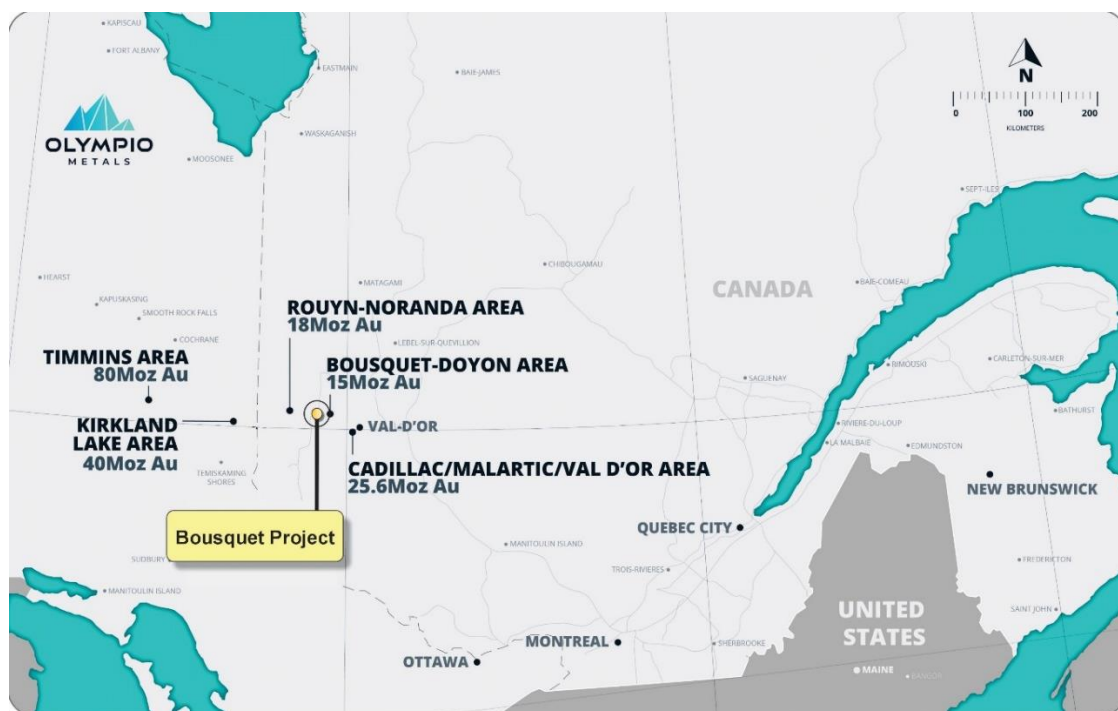 KAPISCAU
FORT ALBANY
EASTMAIN
BAIE-JAMES
N
0 100 200
KILOMETERS
OLYMPIO
METALS
WASKAGANISH
MOOSONEE
SEPT-ILES
HEARST
CHIBOUGAMAU
MATAGAMI
CANADA
BAIE-COMEAU
KAPUSKASING
SMOOTH ROCK FALLS
COCHRANE
ROUYN-NORANDA AREA
18Moz Au
LEBEL-SUR-QUEVILLION
TIMMINS AREA
80Moz Au
BOUSQUET-DOYON AREA
15Moz Au
SAGUENAY
RIMOUSKI
CARLETON-SUR-MER
BATHURST
KIRKLAND
LAKE AREA
40Moz Au
VAL-D'OR
RIVIERE-DU-LOUP
LA MALBAIE
EDMUNDSTON
TEMISKAMING
SHORES
CADILLAC/MALARTIC/VAL D'OR AREA
25.6Moz Au
NEW BRUNSWICK
Bousquet Project
QUEBEC CITY
MANITOULIN ISLAND
SUDBURY
TROIS-RIVIERES
FREDERICTON
MANITOULIN ISLAND
UNITED
STATES
SAINT JOHN
MONTREAL
SHERBROOKE
OTTAWA
MAINE
BANGOR